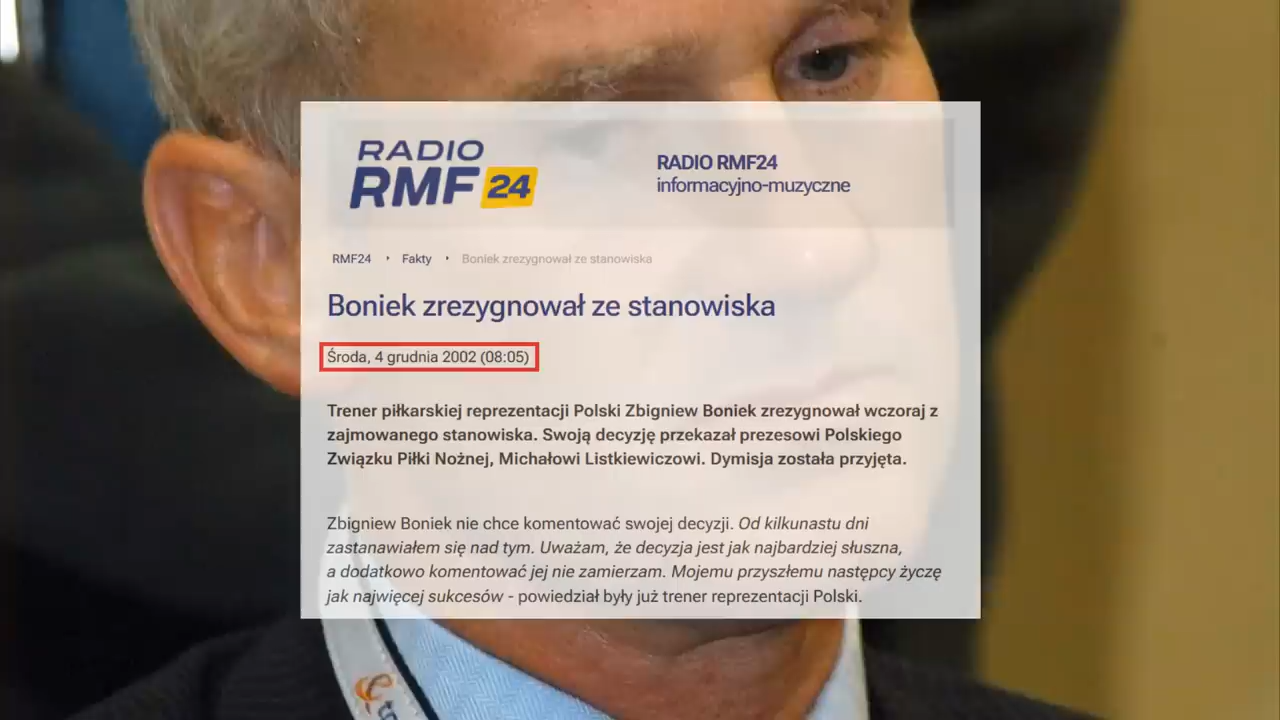 RADIO
RMF 24
RADIO RMF24
informacyjno-muzyczne
RMF24 • Fakty • Boniek zrezygnował ze stanowiska
Boniek zrezygnował ze stanowiska
Środa, 4 grudnia 2002 (08:05)
Trener piłkarskiej reprezentacji Polski Zbigniew Boniek zrezygnował wczoraj z
zajmowanego stanowiska. Swoją decyzję przekazał prezesowi Polskiego
Związku Piłki Nożnej, Michałowi Listkiewiczowi. Dymisja została przyjęta.
Zbigniew Boniek nie chce komentować swojej decyzji. Od kilkunastu dni
zastanawiałem się nad tym. Uważam, że decyzja jest jak najbardziej słuszna,
a dodatkowo komentować jej nie zamierzam. Mojemu przyszłemu następcy życzę
jak najwięcej sukcesów - powiedział były już trener reprezentacji Polski.